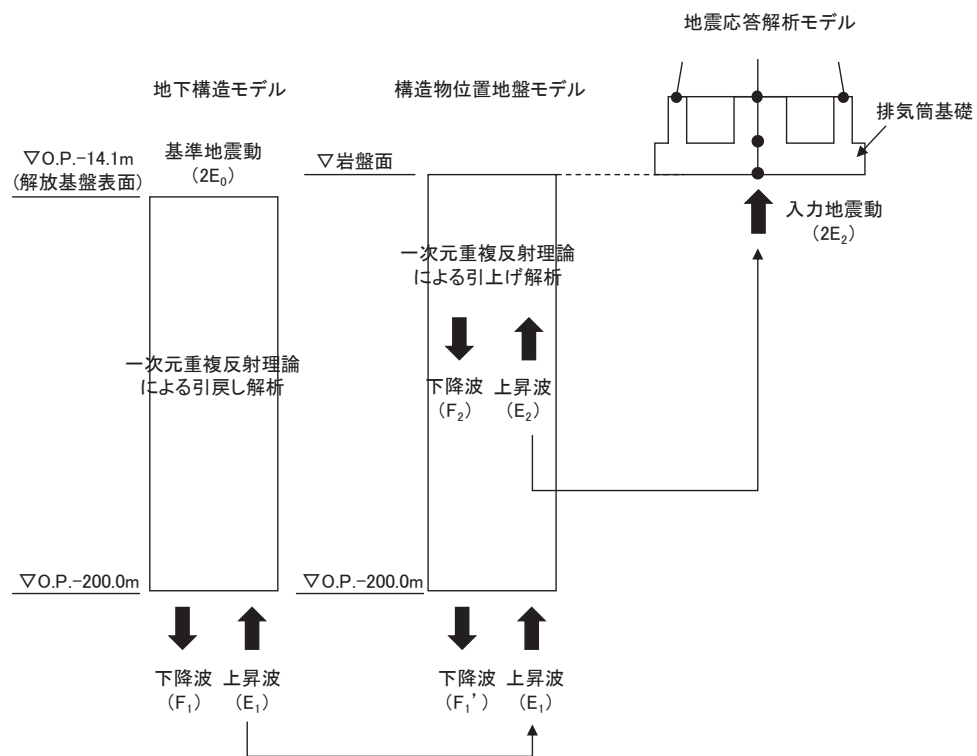 地震応答解析モデル
地下構造モデル
構造物位置地盤モデル
排気筒基礎
▽O.P.-14.1m
(解放基盤表面)
基準地震動
(2E₀)
▽岩盤面
入力地震動
(2E₂)
一次元重複反射理論
による引上げ解析
一次元重複反射理論
による引戻し解析
下降波
(F₂)
上昇波
(E₂)
▽O.P.-200.0m
▽O.P.-200.0m
下降波
(F₁)
上昇波
(E₁)
下降波
(F₁')
上昇波
(E₁)